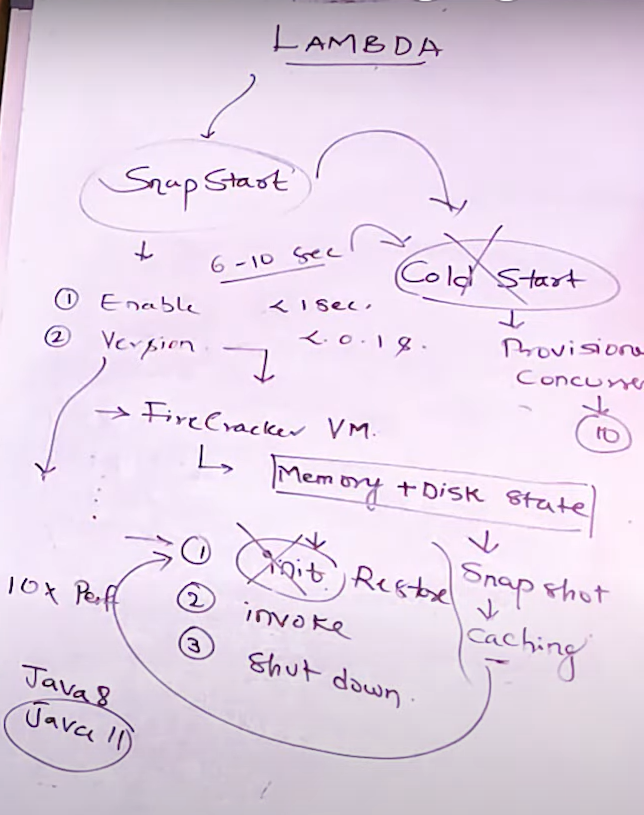 LAMBDA
SnapStart
6-10 sec
Cold Start
① Enable
< 1 sec.
② Version
< 0.1 s.
Provisione
Concurre
10
→ FireCracker VM.
Memory + Disk State
① init. Restore
Snapshot
② invoke
caching
10x Perf
③ Shut down.
Java 8
Java 11